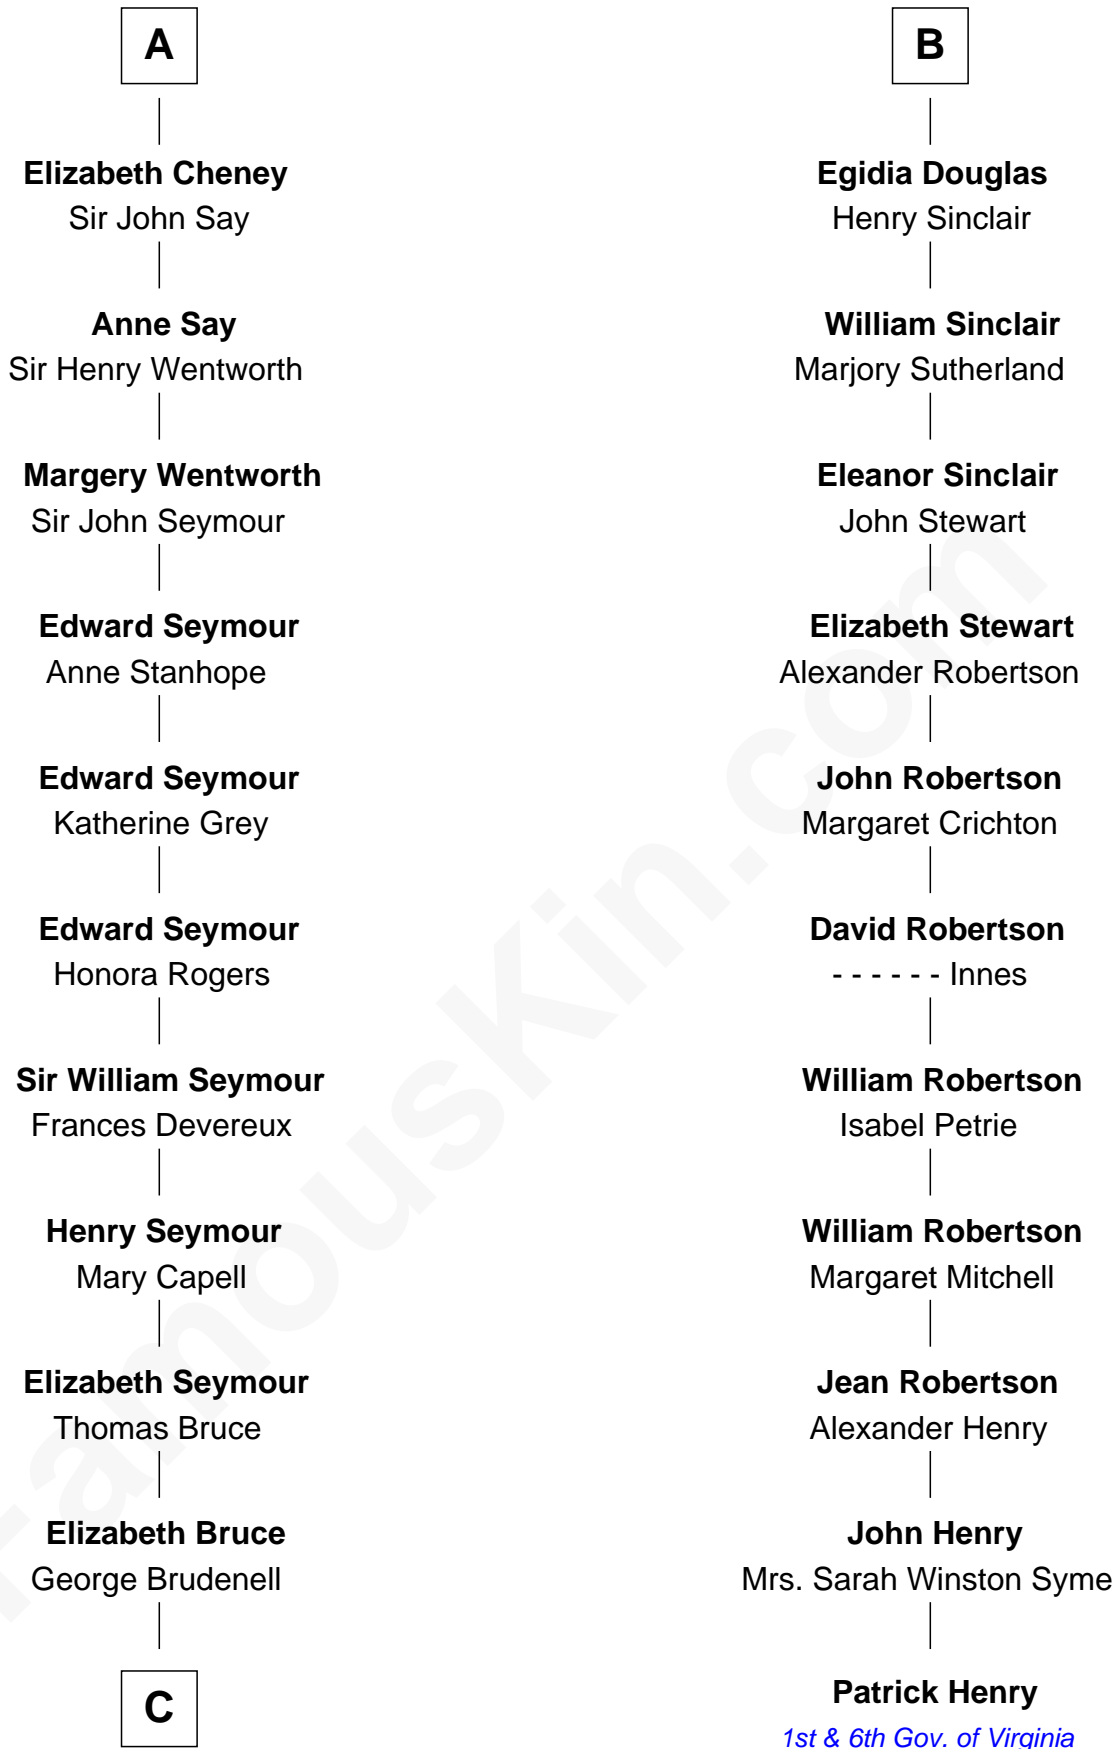 A
Elizabeth Cheney
Sir John Say
Anne Say
Sir Henry Wentworth
Margery Wentworth
Sir John Seymour
Edward Seymour
Anne Stanhope
Edward Seymour
Katherine Grey
Edward Seymour
Honora Rogers
Sir William Seymour
Frances Devereux
Henry Seymour
Mary Capell
Elizabeth Seymour
Thomas Bruce
Elizabeth Bruce
George Brudenell
C
B
Egidia Douglas
Henry Sinclair
William Sinclair
Marjory Sutherland
Eleanor Sinclair
John Stewart
Elizabeth Stewart
Alexander Robertson
John Robertson
Margaret Crichton
David Robertson
- - - - - - Innes
William Robertson
Isabel Petrie
William Robertson
Margaret Mitchell
Jean Robertson
Alexander Henry
John Henry
Mrs. Sarah Winston Syme
Patrick Henry
1st & 6th Gov. of Virginia
FamousKin.com